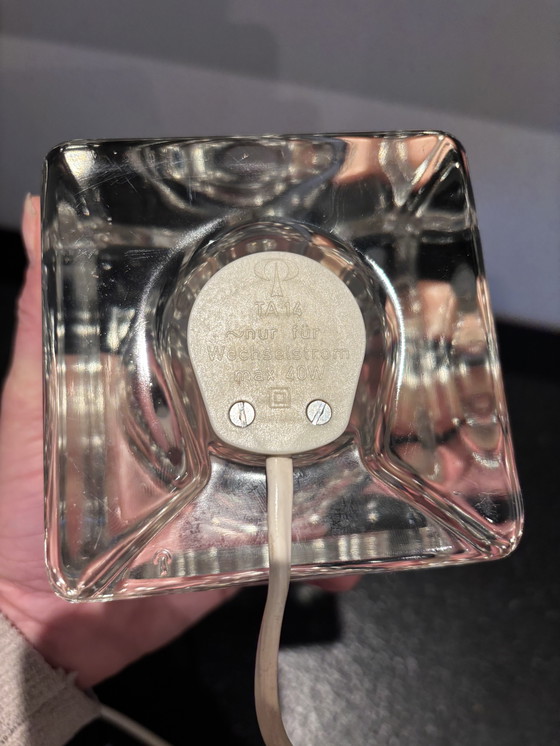 TA 14
~nur für
Wechselstrom
max 40W